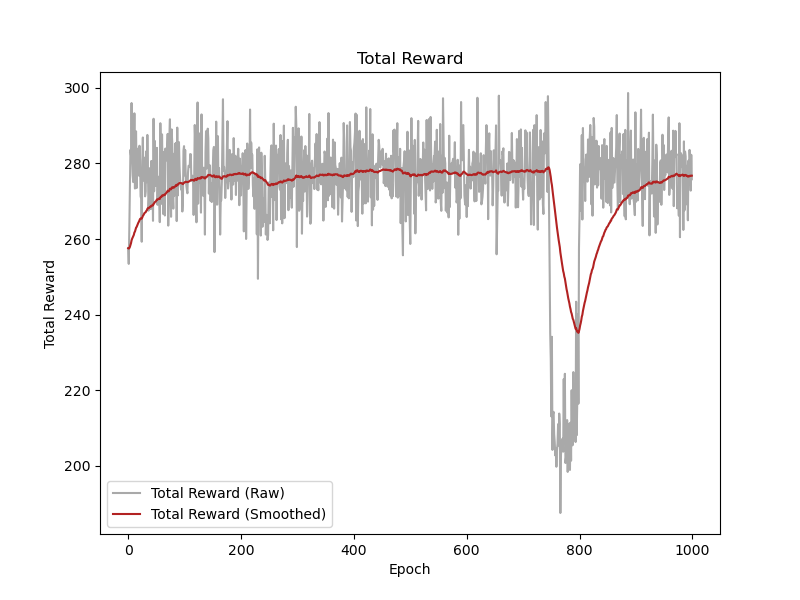 Total Reward
300
280
260
240
220
200
Total Reward
Total Reward (Raw)
Total Reward (Smoothed)
0 200 400 600 800 1000
Epoch